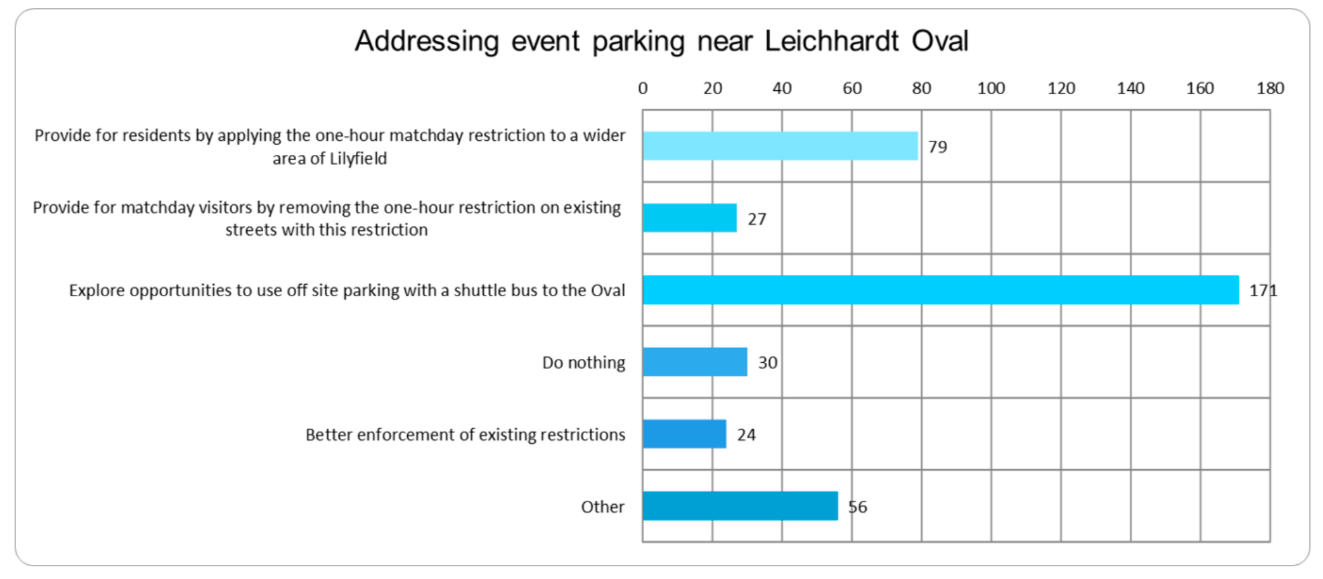 Addressing event parking near Leichhardt Oval
0 20 40 60 80 100 120 140 160 180
Provide for residents by applying the one-hour matchday restriction to a wider
area of Lilyfield
79
Provide for matchday visitors by removing the one-hour restriction on existing
streets with this restriction
27
Explore opportunities to use off site parking with a shuttle bus to the Oval
171
Do nothing
30
Better enforcement of existing restrictions
24
Other
56